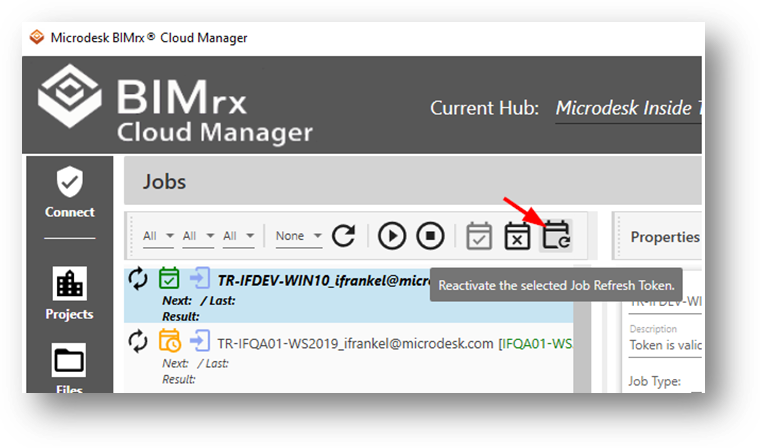 Microdesk BIMrx® Cloud Manager
BIMrx
Cloud Manager
Current Hub: Microdesk Inside T
Connect
Projects
Files
Jobs
All All All None
Properties
Reactivate the selected Job Refresh Token.
TR-IFDEV-WIN10_ifrankel@micr
Next: / Last:
Result:
TR-IFQA01-WS2019_ifrankel@microdesk.com [IFQA01-WS
Next: / Last:
Result:
TR-IFDEV-WI
Description
Token is valid
Job Type: